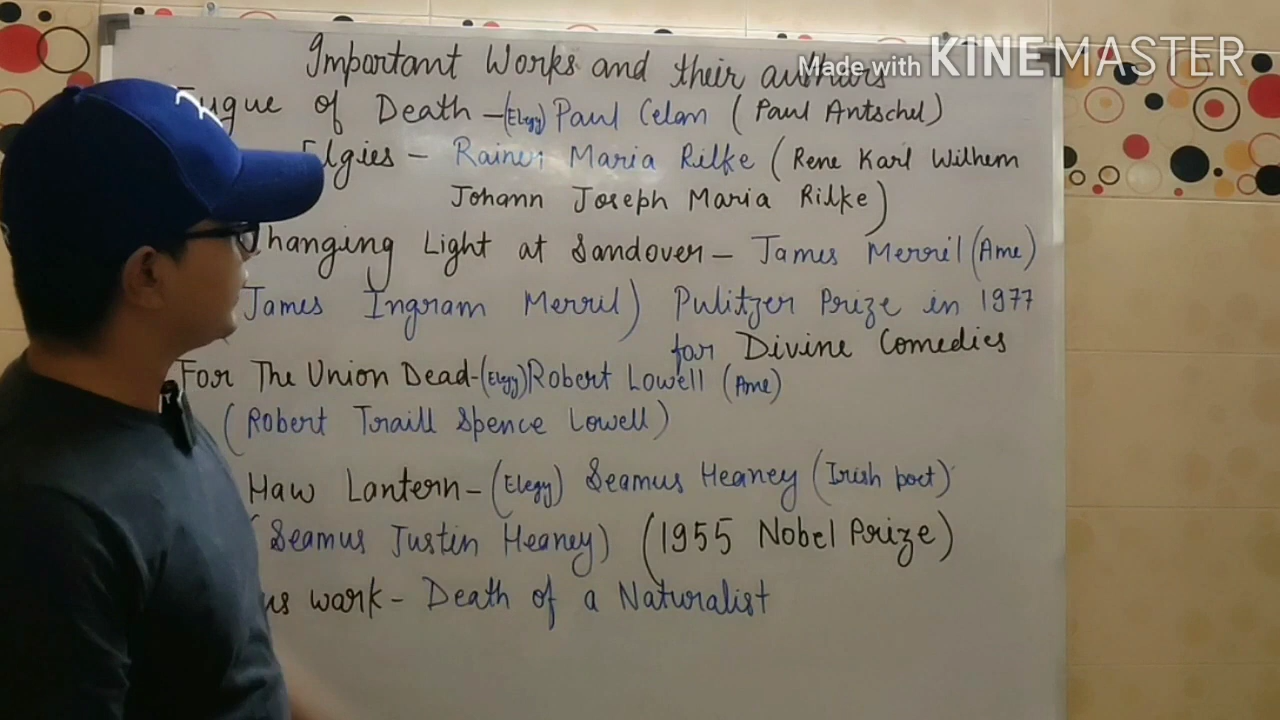 Important Works and their authors
Made with KINEMASTER
Fugue of Death - (Elegy) Paul Celan (Paul Antschel)
Elgies - Rainer Maria Rilke (Rene Karl Wilhem
Johann Joseph Maria Rilke)
Changing Light at Sandover - James Merril (Ame)
James Ingram Merril) Pulitzer Prize in 1977
for Divine Comedies
For The Union Dead - (Elegy) Robert Lowell (Ame)
(Robert Traill Spence Lowell)
Haw Lantern - (Elegy) Seamus Heaney (Irish poet)
(Seamus Justin Heaney) (1955 Nobel Prize)
work - Death of a Naturalist